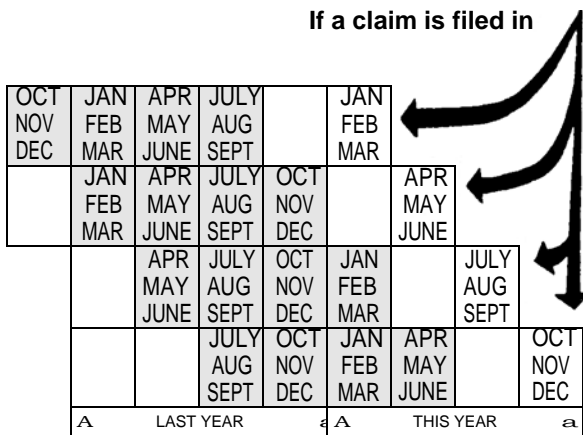 If a claim is filed in
OCT JAN APR JULY JAN
NOV FEB MAY AUG FEB
DEC MAR JUNE SEPT MAR
JAN APR JULY OCT APR
FEB MAY AUG NOV MAY
MAR JUNE SEPT DEC JUNE
APR JULY OCT JAN JULY
MAY AUG NOV FEB AUG
JUNE SEPT DEC MAR SEPT
JULY OCT JAN APR OCT
AUG NOV FEB MAY NOV
SEPT DEC MAR JUNE DEC
A LAST YEAR a A THIS YEAR a